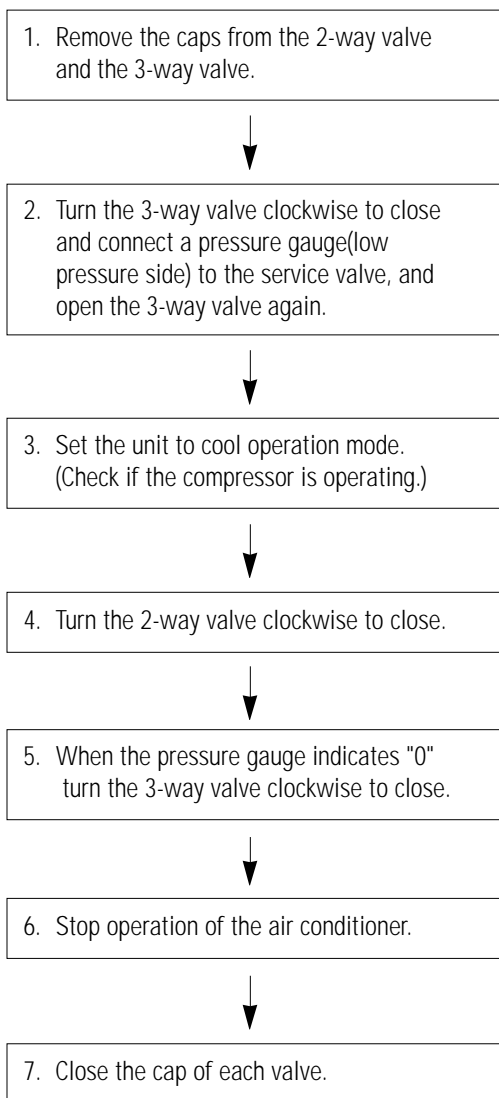 1. Remove the caps from the 2-way valve
and the 3-way valve.
2. Turn the 3-way valve clockwise to close
and connect a pressure gauge(low
pressure side) to the service valve, and
open the 3-way valve again.
3. Set the unit to cool operation mode.
(Check if the compressor is operating.)
4. Turn the 2-way valve clockwise to close.
5. When the pressure gauge indicates "0"
turn the 3-way valve clockwise to close.
6. Stop operation of the air conditioner.
7. Close the cap of each valve.